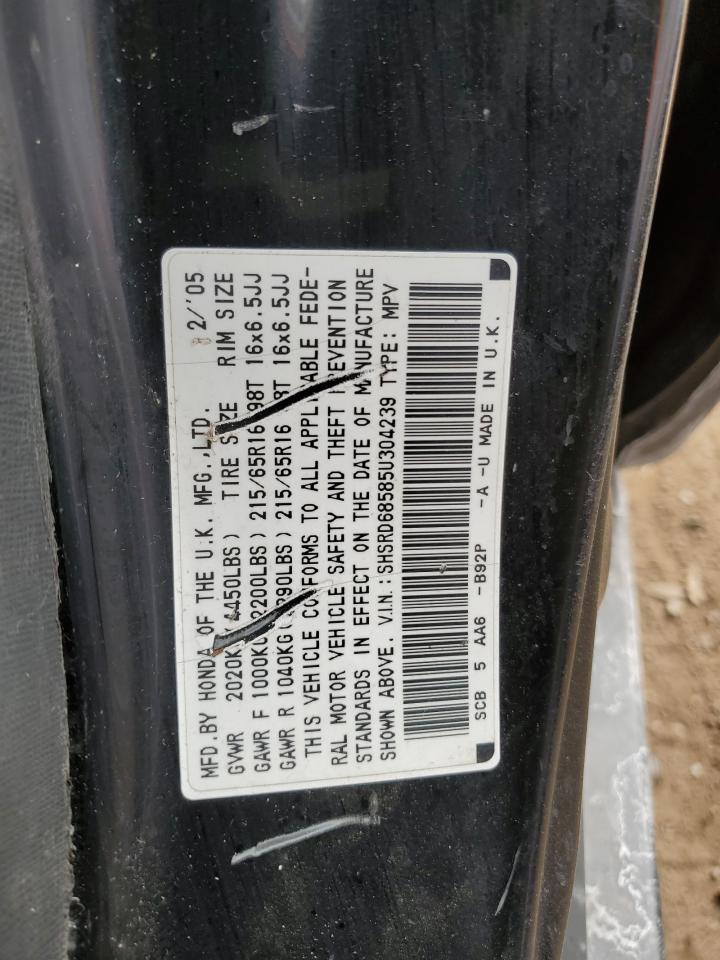 MFD. BY HONDA OF THE U.K. MFG., LTD. 2/'05
GVWR 2020KG(4450LBS) TIRE SIZE RIM SIZE
GAWR F 1000KG(2200LBS) 215/65R16 98T 16x6.5JJ
GAWR R 1040KG( 215/65R16 16x6.5JJ
THIS VEHICLE CONFORMS TO ALL APPLICABLE FEDE-
RAL MOTOR VEHICLE SAFETY AND THEFT PREVENTION
STANDARDS IN EFFECT ON THE DATE OF MANUFACTURE
SHOWN ABOVE. V.I.N.: SHSRD68585U304239 TYPE: MPV
SCB 5 AA6 -B92P -A -U MADE IN U.K.